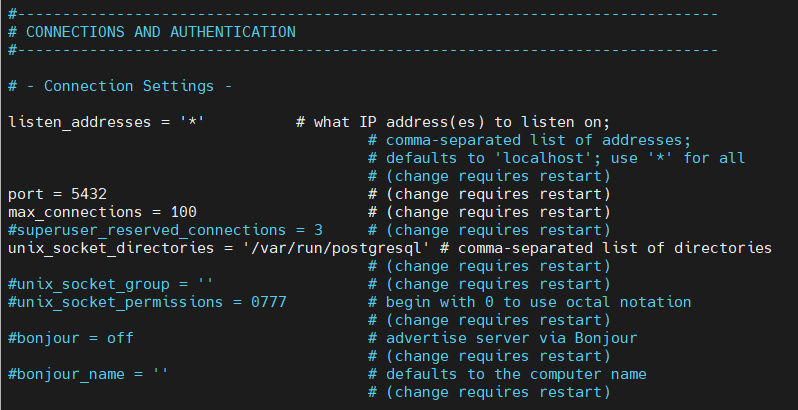 #------------------------------------------------------------------------------
# CONNECTIONS AND AUTHENTICATION
#------------------------------------------------------------------------------

# - Connection Settings -

listen_addresses = '*'          # what IP address(es) to listen on;
                                        # comma-separated list of addresses;
                                        # defaults to 'localhost'; use '*' for all
                                        # (change requires restart)
port = 5432                             # (change requires restart)
max_connections = 100                   # (change requires restart)
#superuser_reserved_connections = 3     # (change requires restart)
unix_socket_directories = '/var/run/postgresql' # comma-separated list of directories
                                        # (change requires restart)
#unix_socket_group = ''                 # (change requires restart)
#unix_socket_permissions = 0777         # begin with 0 to use octal notation
                                        # (change requires restart)
#bonjour = off                          # advertise server via Bonjour
                                        # (change requires restart)
#bonjour_name = ''                      # defaults to the computer name
                                        # (change requires restart)